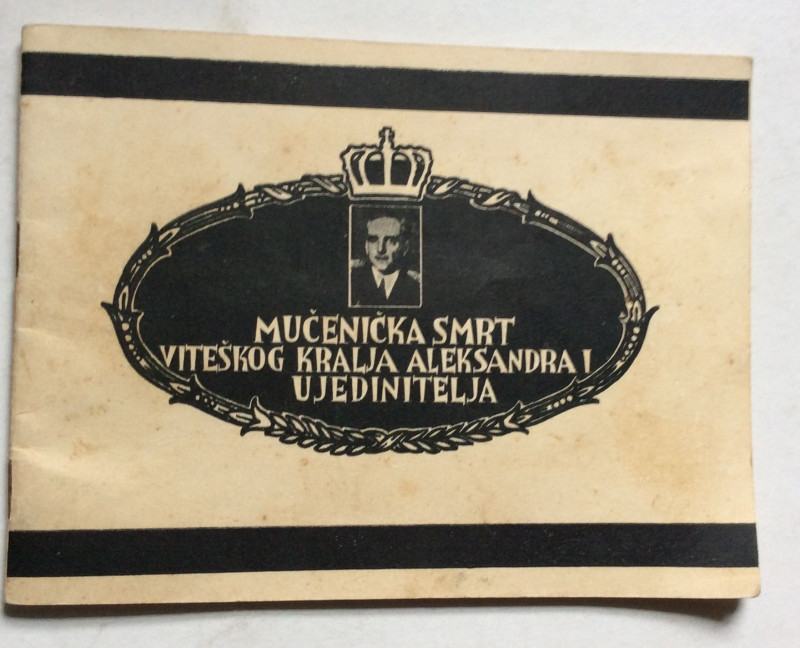 MUČENIČKA SMRT
VITEŠKOG KRALJA ALEKSANDRA I
UJEDINITELJA